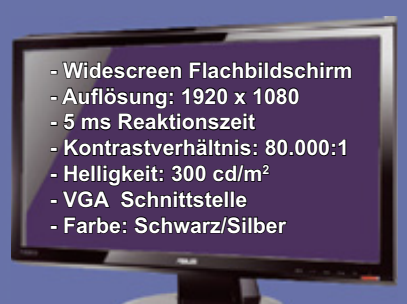 - Widescreen Flachbildschirm
- Auflösung: 1920 x 1080
- 5 ms Reaktionszeit
- Kontrastverhältnis: 80.000:1
- Helligkeit: 300 cd/m²
- VGA Schnittstelle
- Farbe: Schwarz/Silber
ASUS